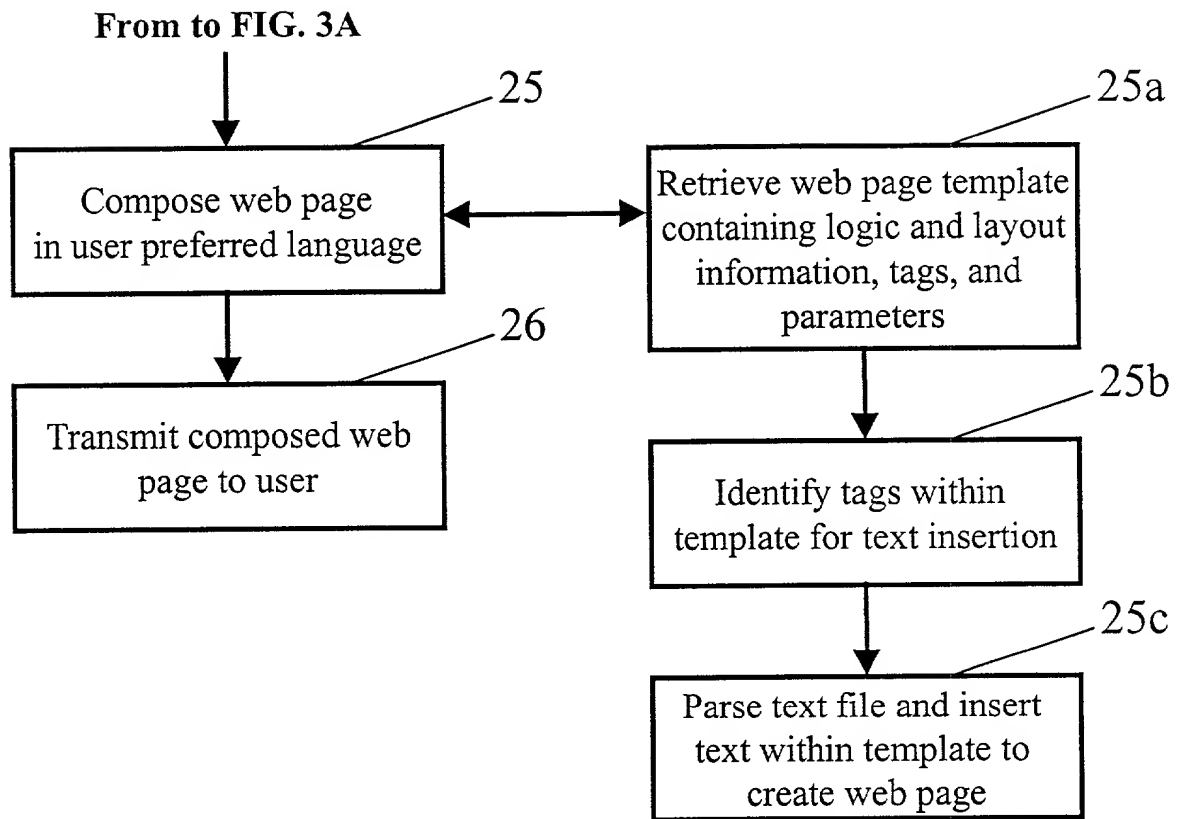 From to FIG. 3A
25
Compose web page
in user preferred language
26
Transmit composed web
page to user
25a
Retrieve web page template
containing logic and layout
information, tags, and
parameters
25b
Identify tags within
template for text insertion
25c
Parse text file and insert
text within template to
create web page